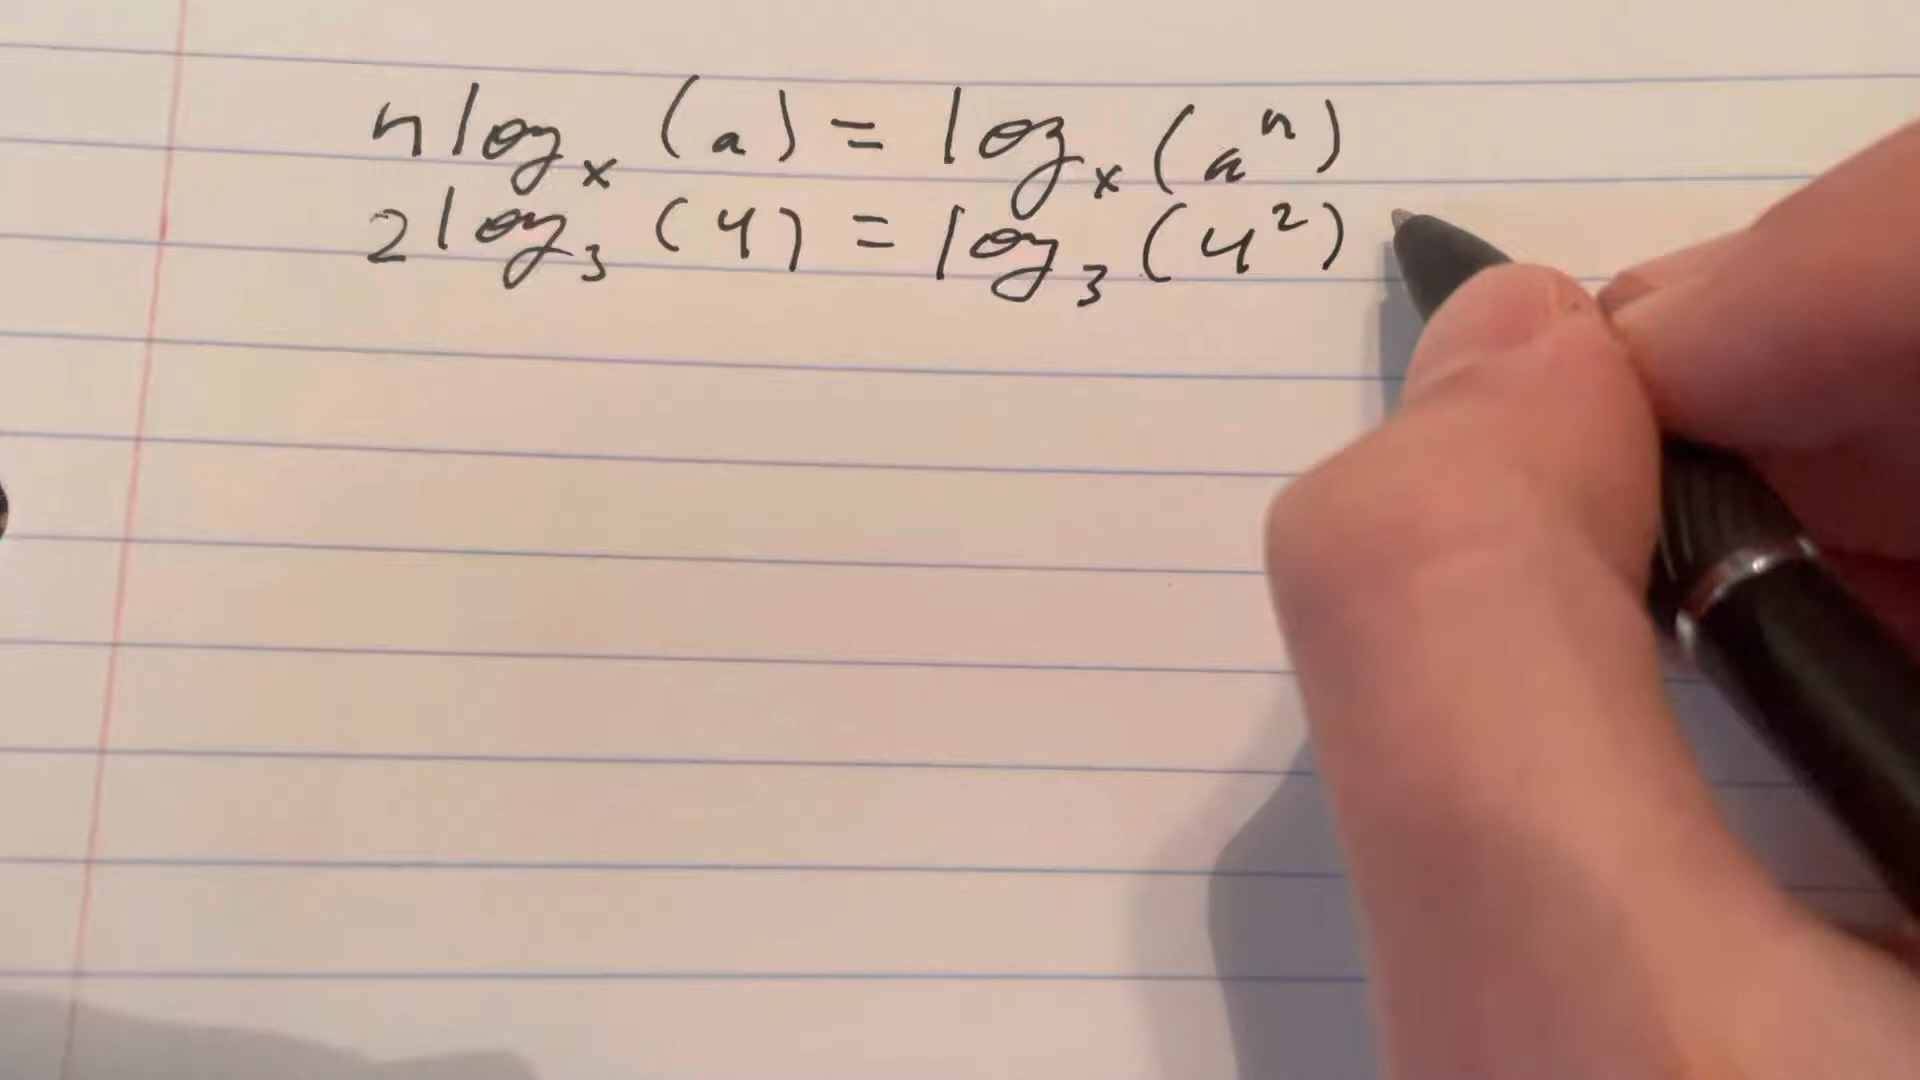 n log_x (a) = log_x (a^n)
2 log_3 (4) = log_3 (4^2)